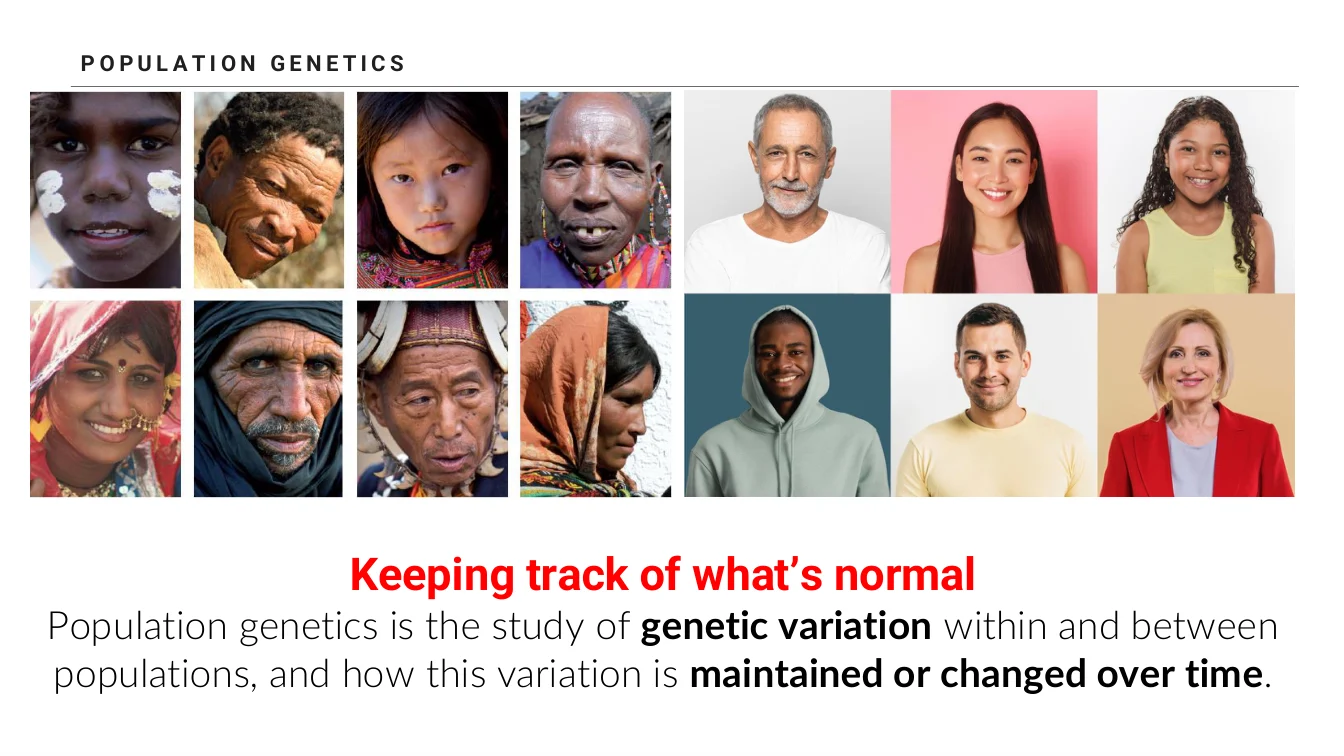 POPULATION GENETICS
Keeping track of what’s normal
Population genetics is the study of genetic variation within and between
populations, and how this variation is maintained or changed over time.